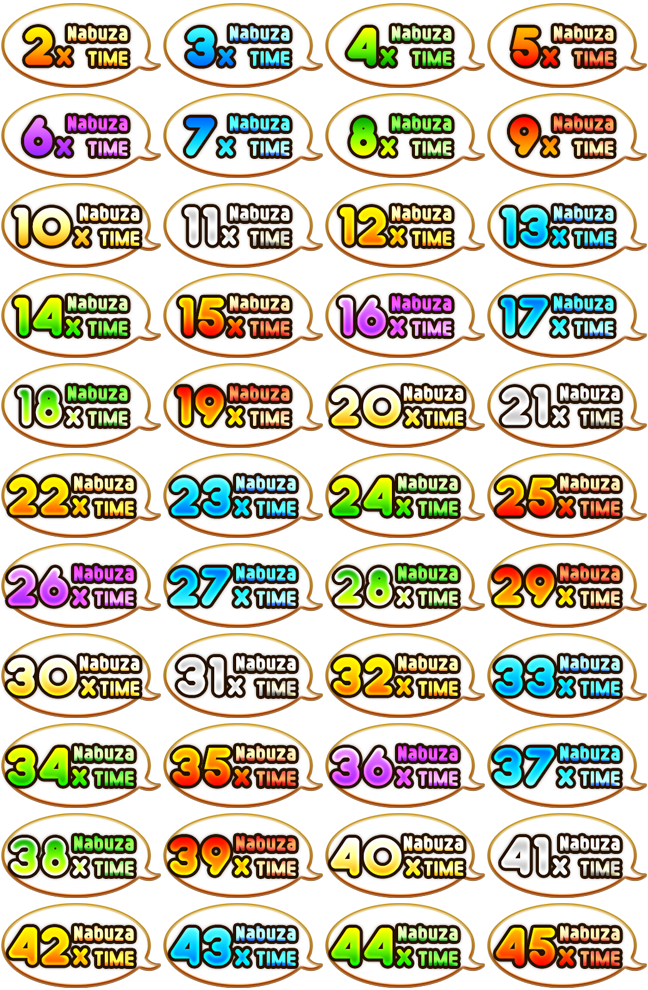 2x Nabuza TIME
3x Nabuza TIME
4x Nabuza TIME
5x Nabuza TIME
6x Nabuza TIME
7x Nabuza TIME
8x Nabuza TIME
9x Nabuza TIME
10x Nabuza TIME
11x Nabuza TIME
12x Nabuza TIME
13x Nabuza TIME
14x Nabuza TIME
15x Nabuza TIME
16x Nabuza TIME
17x Nabuza TIME
18x Nabuza TIME
19x Nabuza TIME
20x Nabuza TIME
21x Nabuza TIME
22x Nabuza TIME
23x Nabuza TIME
24x Nabuza TIME
25x Nabuza TIME
26x Nabuza TIME
27x Nabuza TIME
28x Nabuza TIME
29x Nabuza TIME
30x Nabuza TIME
31x Nabuza TIME
32x Nabuza TIME
33x Nabuza TIME
34x Nabuza TIME
35x Nabuza TIME
36x Nabuza TIME
37x Nabuza TIME
38x Nabuza TIME
39x Nabuza TIME
40x Nabuza TIME
41x Nabuza TIME
42x Nabuza TIME
43x Nabuza TIME
44x Nabuza TIME
45x Nabuza TIME